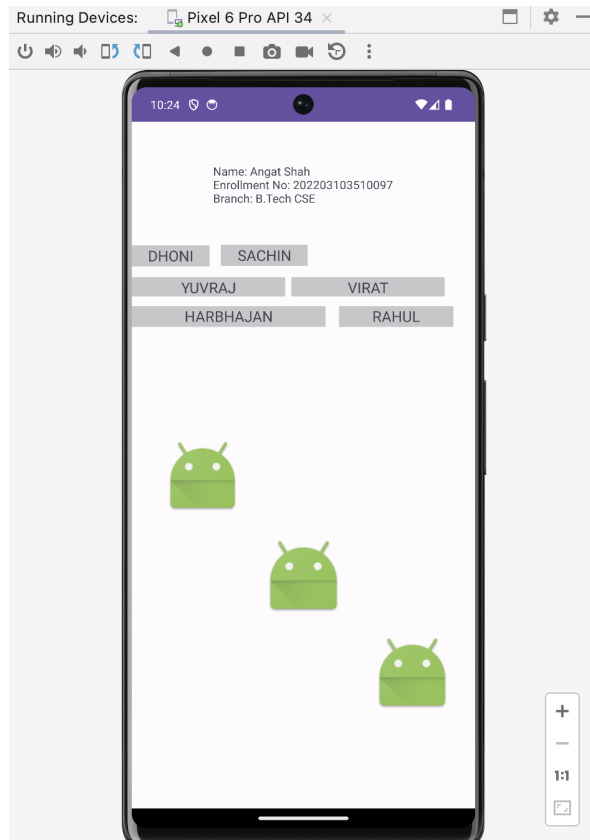 Running Devices: Pixel 6 Pro API 34
10:24
Name: Angat Shah
Enrollment No: 202203103510097
Branch: B.Tech CSE
DHONI SACHIN
YUVRAJ VIRAT
HARBHAJAN RAHUL
1:1